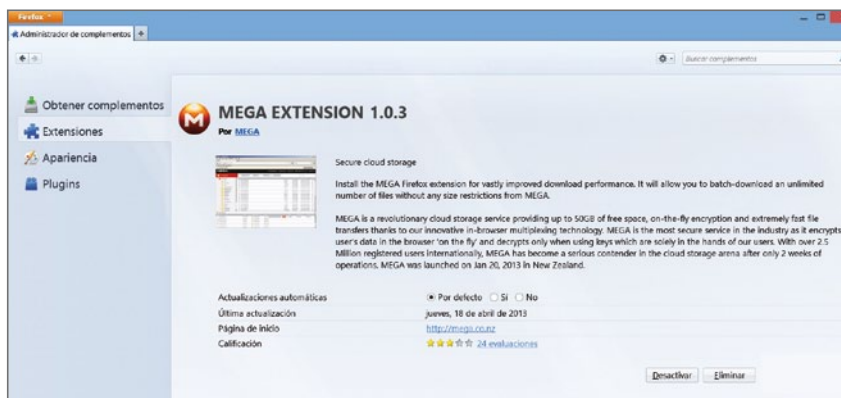 Firefox
Administrador de complementos
Buscar complementos
Obtener complementos
Extensiones
Apariencia
Plugins
MEGA EXTENSION 1.0.3
Por MEGA
Secure cloud storage
Install the MEGA Firefox extension for vastly improved download performance. It will allow you to batch-download an unlimited
number of files without any size restrictions from MEGA.
MEGA is a revolutionary cloud storage service providing up to 50GB of free space, on-the-fly encryption and extremely fast file
transfers thanks to our innovative in-browser multiplexing technology. MEGA is the most secure service in the industry as it encrypts
user's data in the browser 'on the fly' and decrypts only when using keys which are solely in the hands of our users. With over 2.5
Million registered users internationally, MEGA has become a serious contender in the cloud storage arena after only 2 weeks of
operations. MEGA was launched on Jan 20, 2013 in New Zealand.
Actualizaciones automáticas Por defecto Sí No
Última actualización jueves, 18 de abril de 2013
Página de inicio http://mega.co.nz
Calificación 24 evaluaciones
Desactivar Eliminar